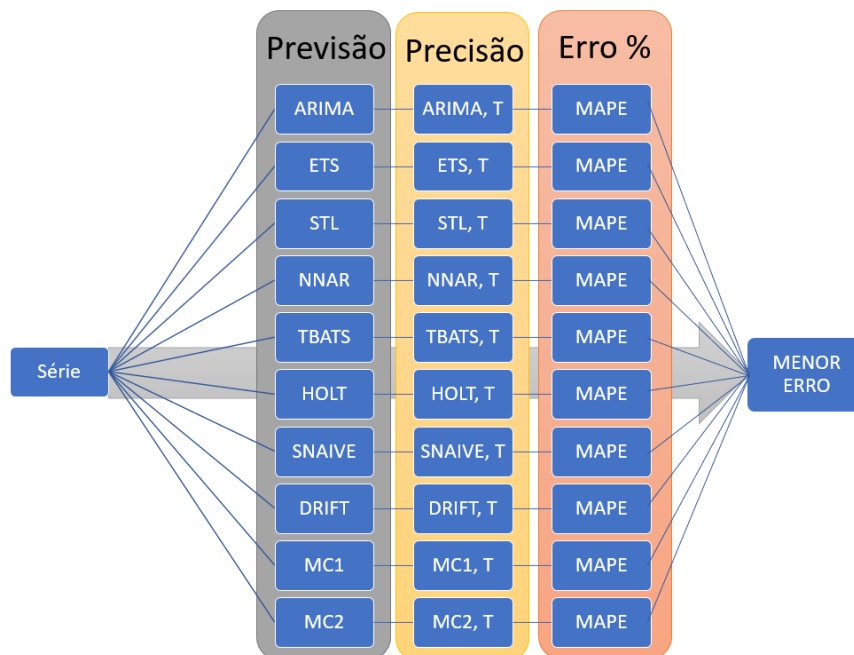 Previsão
Precisão
Erro %
ARIMA
ARIMA, T
MAPE
ETS
ETS, T
MAPE
STL
STL, T
MAPE
NNAR
NNAR, T
MAPE
TBATS
TBATS, T
MAPE
Série
MENOR
ERRO
HOLT
HOLT, T
MAPE
SNAIVE
SNAIVE, T
MAPE
DRIFT
DRIFT, T
MAPE
MC1
MC1, T
MAPE
MC2
MC2, T
MAPE